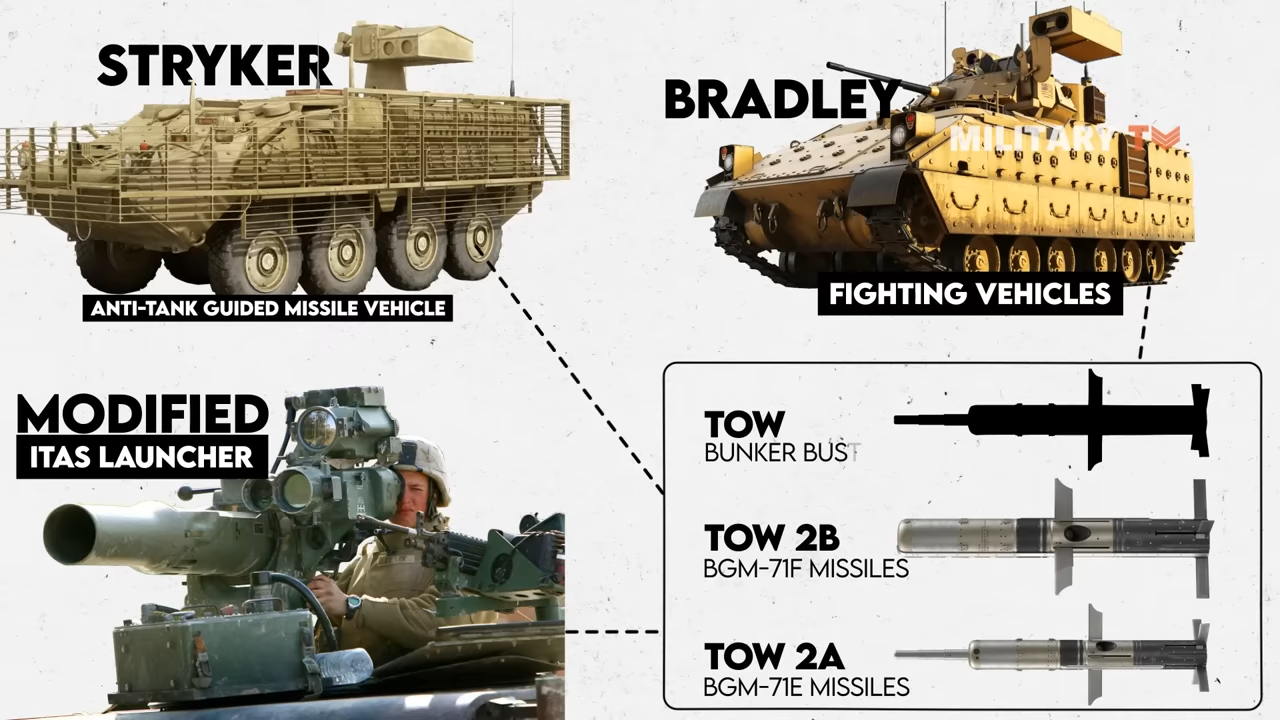 STRYKER
ANTI-TANK GUIDED MISSILE VEHICLE
BRADLEY
MILITARY TV
FIGHTING VEHICLES
MODIFIED
ITAS LAUNCHER
TOW
BUNKER BUST
TOW 2B
BGM-71F MISSILES
TOW 2A
BGM-71E MISSILES